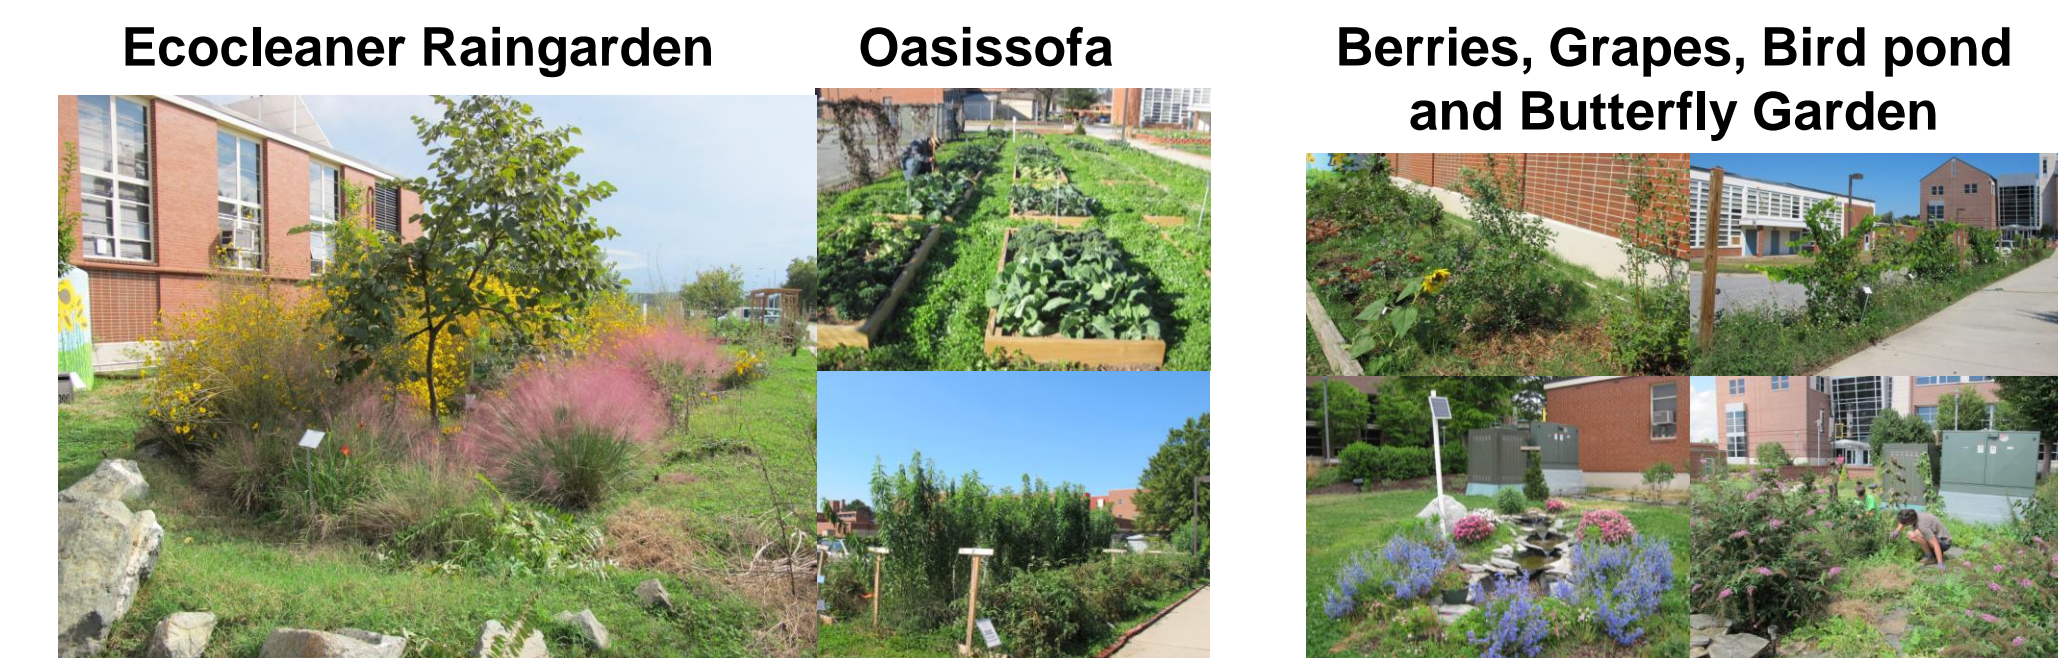 Ecocleaner Raingarden
Oasissofa
Berries, Grapes, Bird pond
and Butterfly Garden